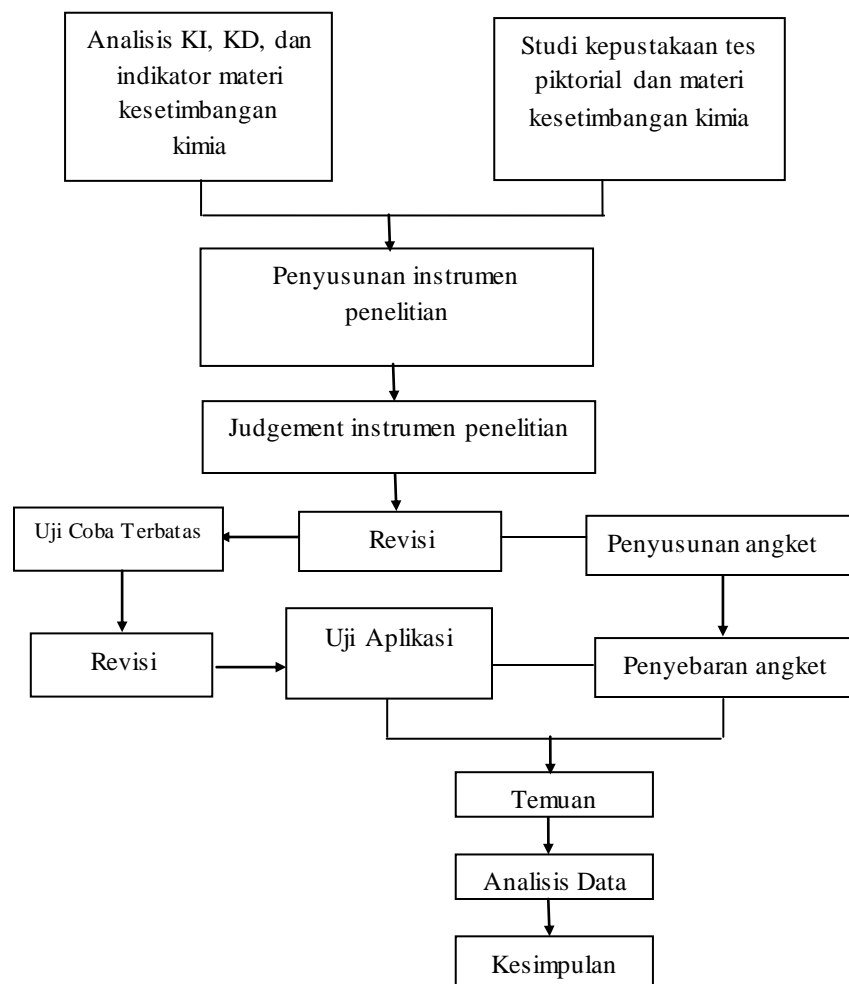 Analisis KI, KD, dan
indikator materi
kesetimbangan
kimia
Studi kepustakaan tes
piktorial dan materi
kesetimbangan kimia
Penyusunan instrumen
penelitian
Judgement instrumen penelitian
Uji Coba Terbatas
Revisi
Penyusunan angket
Revisi
Uji Aplikasi
Penyebaran angket
Temuan
Analisis Data
Kesimpulan